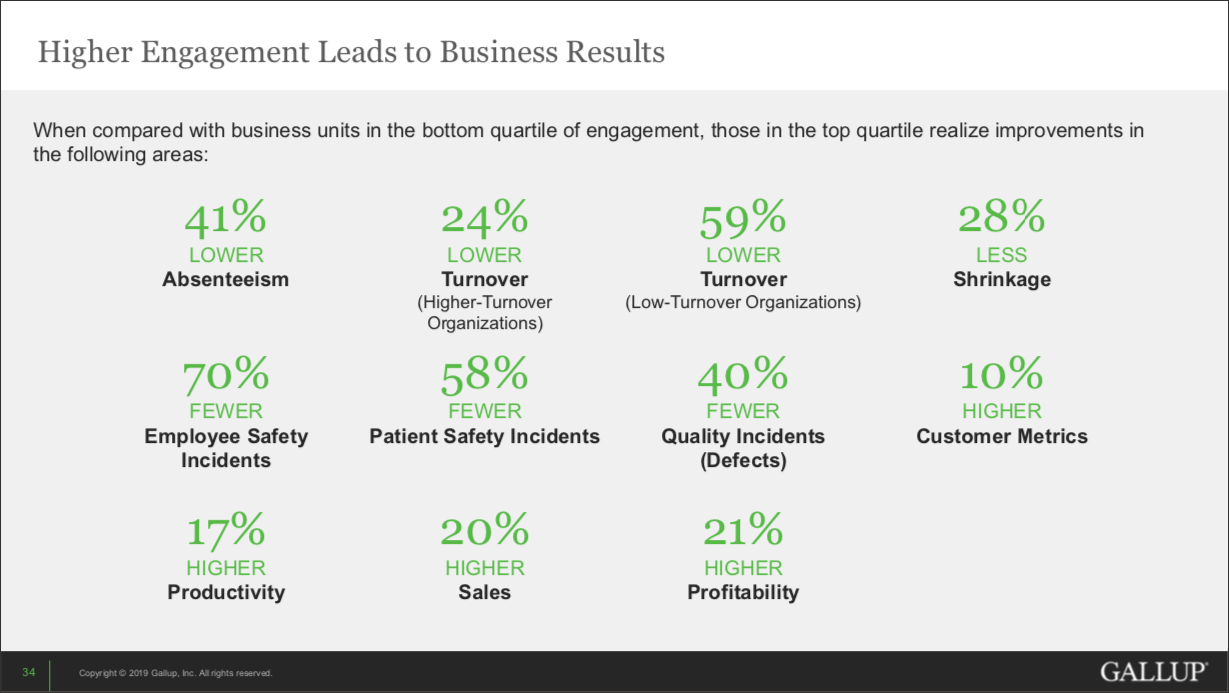 Higher Engagement Leads to Business Results
When compared with business units in the bottom quartile of engagement, those in the top quartile realize improvements in
the following areas:
41%
LOWER
Absenteeism
24%
LOWER
Turnover
(Higher-Turnover
Organizations)
59%
LOWER
Turnover
(Low-Turnover Organizations)
28%
LESS
Shrinkage
70%
FEWER
Employee Safety
Incidents
58%
FEWER
Patient Safety Incidents
40%
FEWER
Quality Incidents
(Defects)
10%
HIGHER
Customer Metrics
17%
HIGHER
Productivity
20%
HIGHER
Sales
21%
HIGHER
Profitability
34
Copyright © 2019 Gallup, Inc. All rights reserved.
GALLUP®